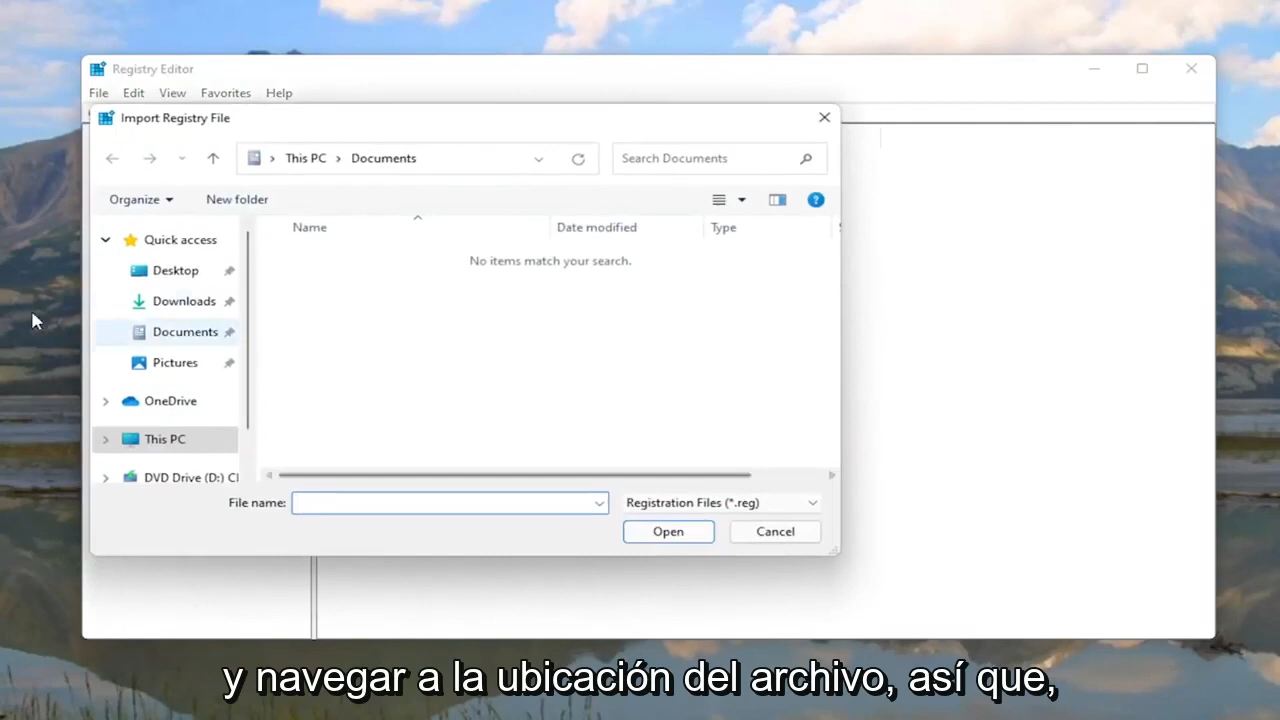 Registry Editor
File Edit View Favorites Help
Import Registry File
This PC > Documents
Search Documents
Organize
New folder
Name
Date modified
Type
Quick access
No items match your search.
Desktop
Downloads
Documents
Pictures
OneDrive
This PC
DVD Drive (D:) C
File name:
Registration Files (*.reg)
Open
Cancel
y navegar a la ubicación del archivo, así que,